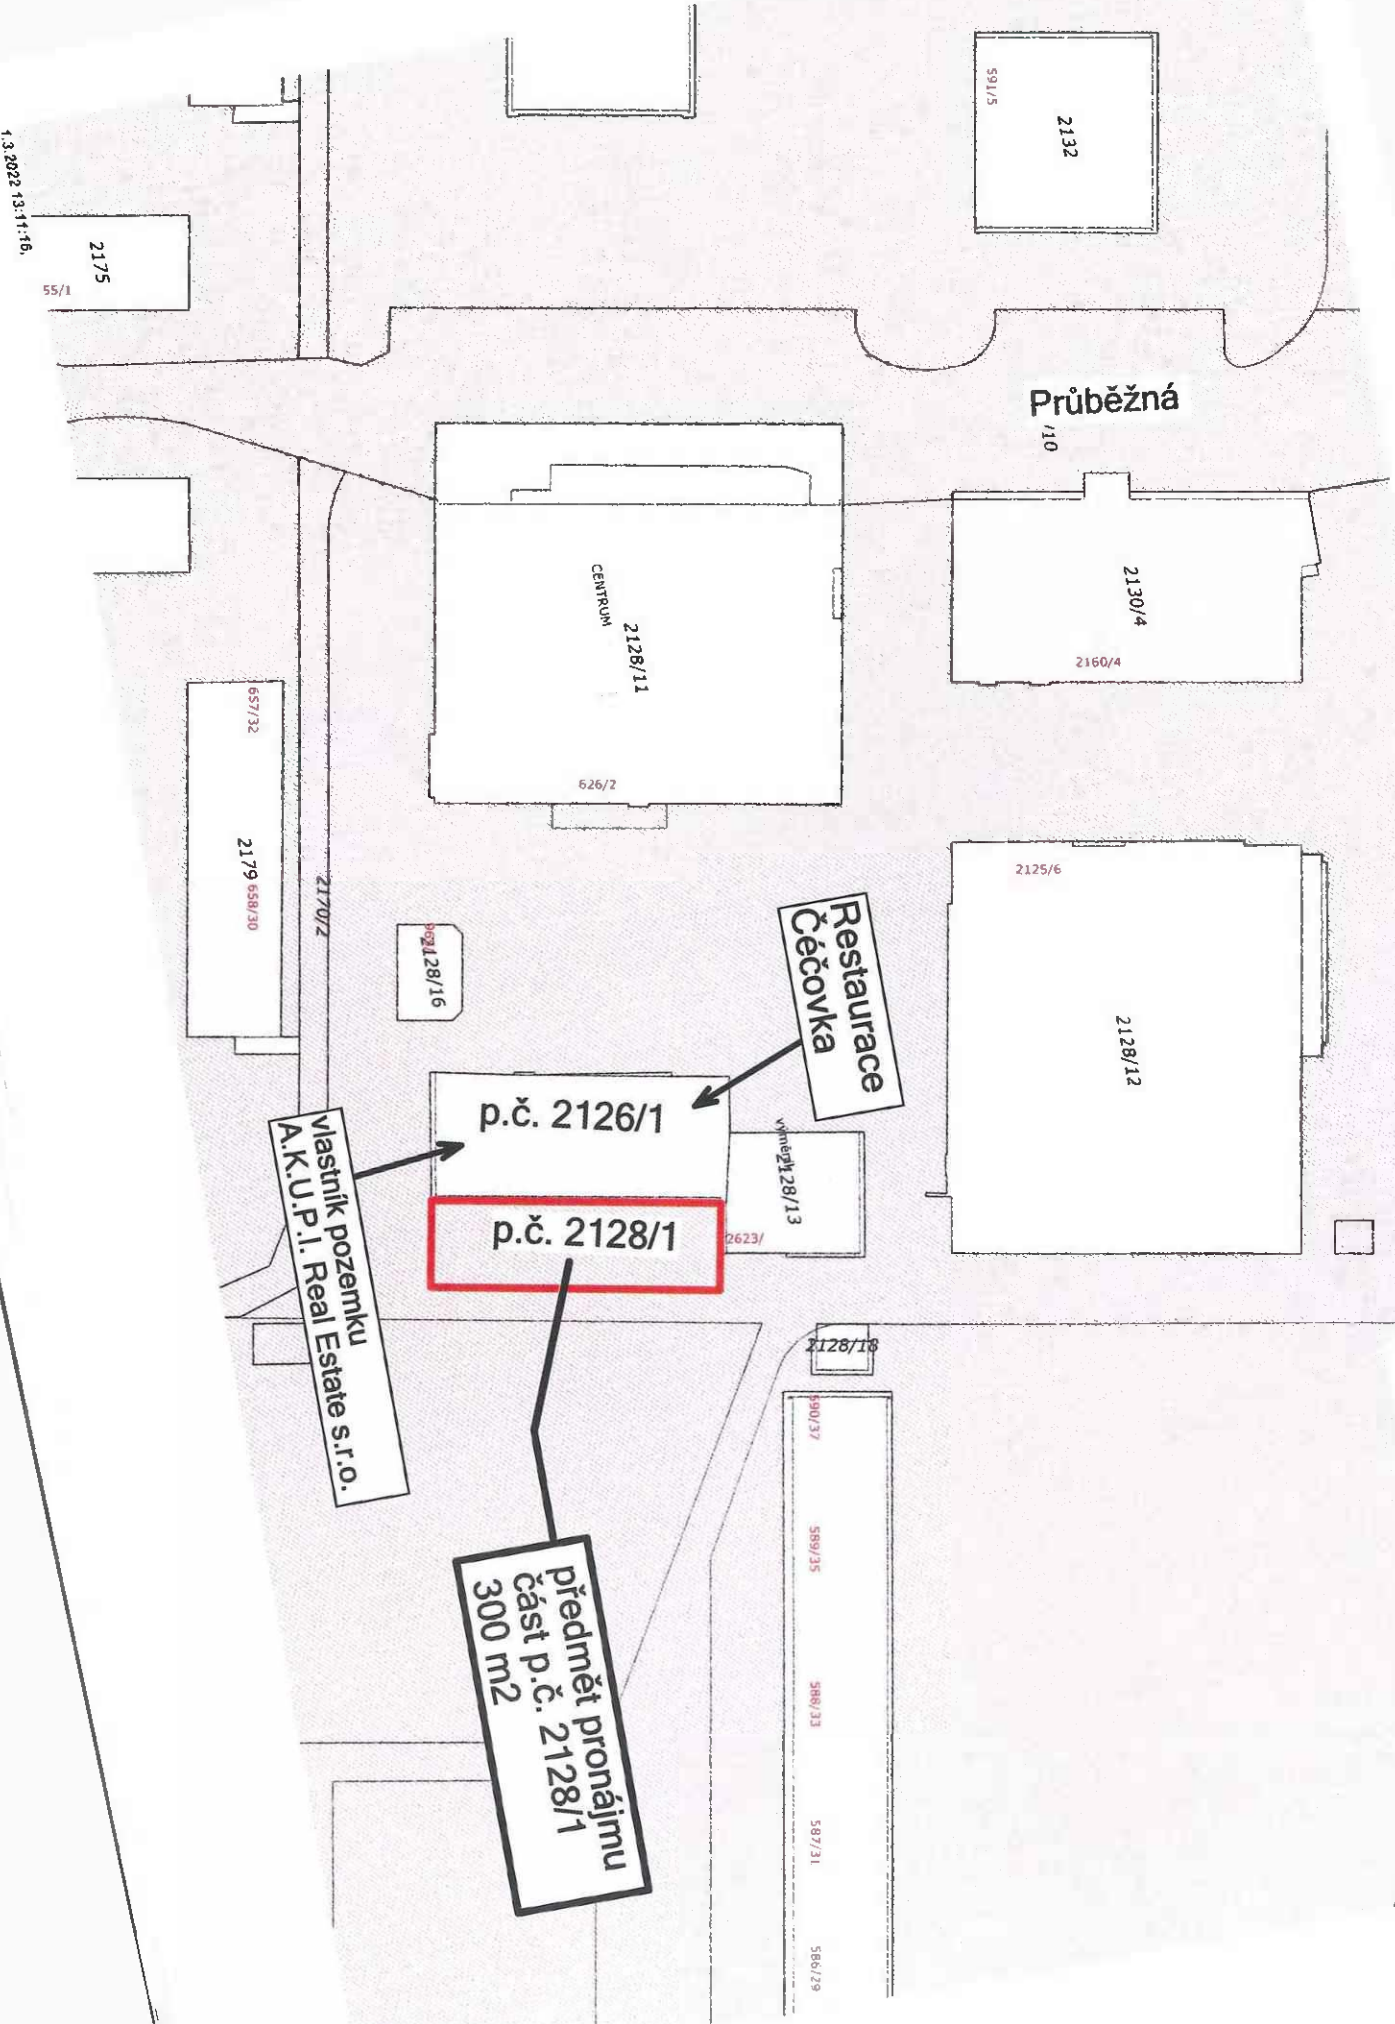 591/5
2132
1.3.2022 13:11:16.
2175
55/1
Průběžná
/10
2130/4
2160/4
CENTRUM
2128/11
626/2
657/32
2179
658/30
2170/2
2125/6
2128/12
2128/16
Restaurace
Čéčovka
p.č. 2126/1
výměník
2128/13
2623/
p.č. 2128/1
vlastník pozemku
A.K.U.P.I. Real Estate s.r.o.
2128/18
590/37
589/35
588/33
587/31
586/29
předmět pronájmu
část p.č. 2128/1
300 m2